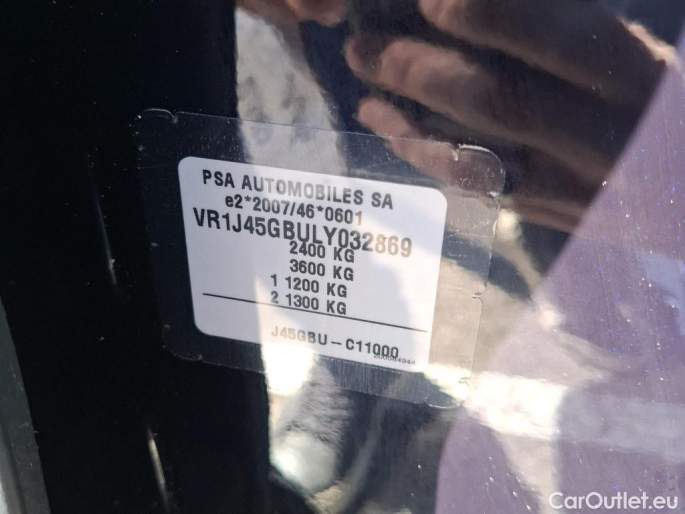 PSA AUTOMOBILES SA
e2*2007/46*0601
VR1J45GBULY032869
2400 KG
3600 KG
1 1200 KG
2 1300 KG
J45GBU-C11000
CarOutlet.eu